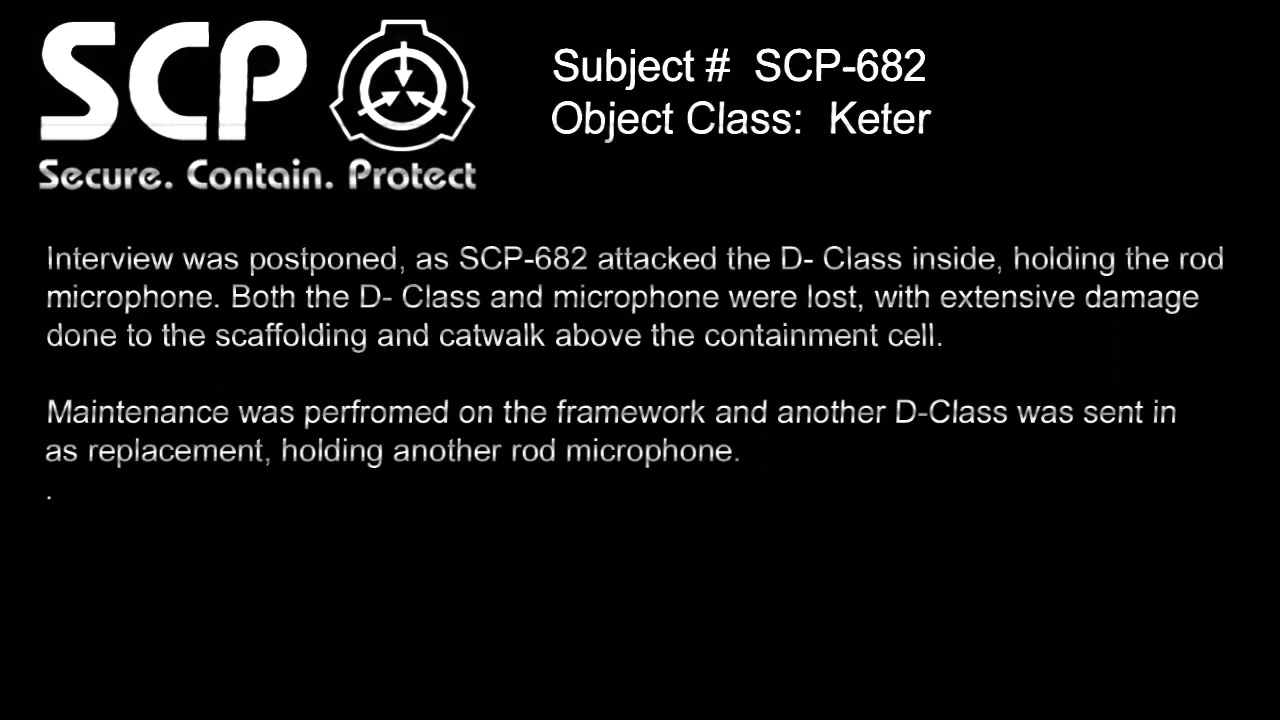 SCP
Secure. Contain. Protect
Subject # SCP-682
Object Class: Keter
Interview was postponed, as SCP-682 attacked the D- Class inside, holding the rod
microphone. Both the D- Class and microphone were lost, with extensive damage
done to the scaffolding and catwalk above the containment cell.
Maintenance was perfromed on the framework and another D-Class was sent in
as replacement, holding another rod microphone.
.